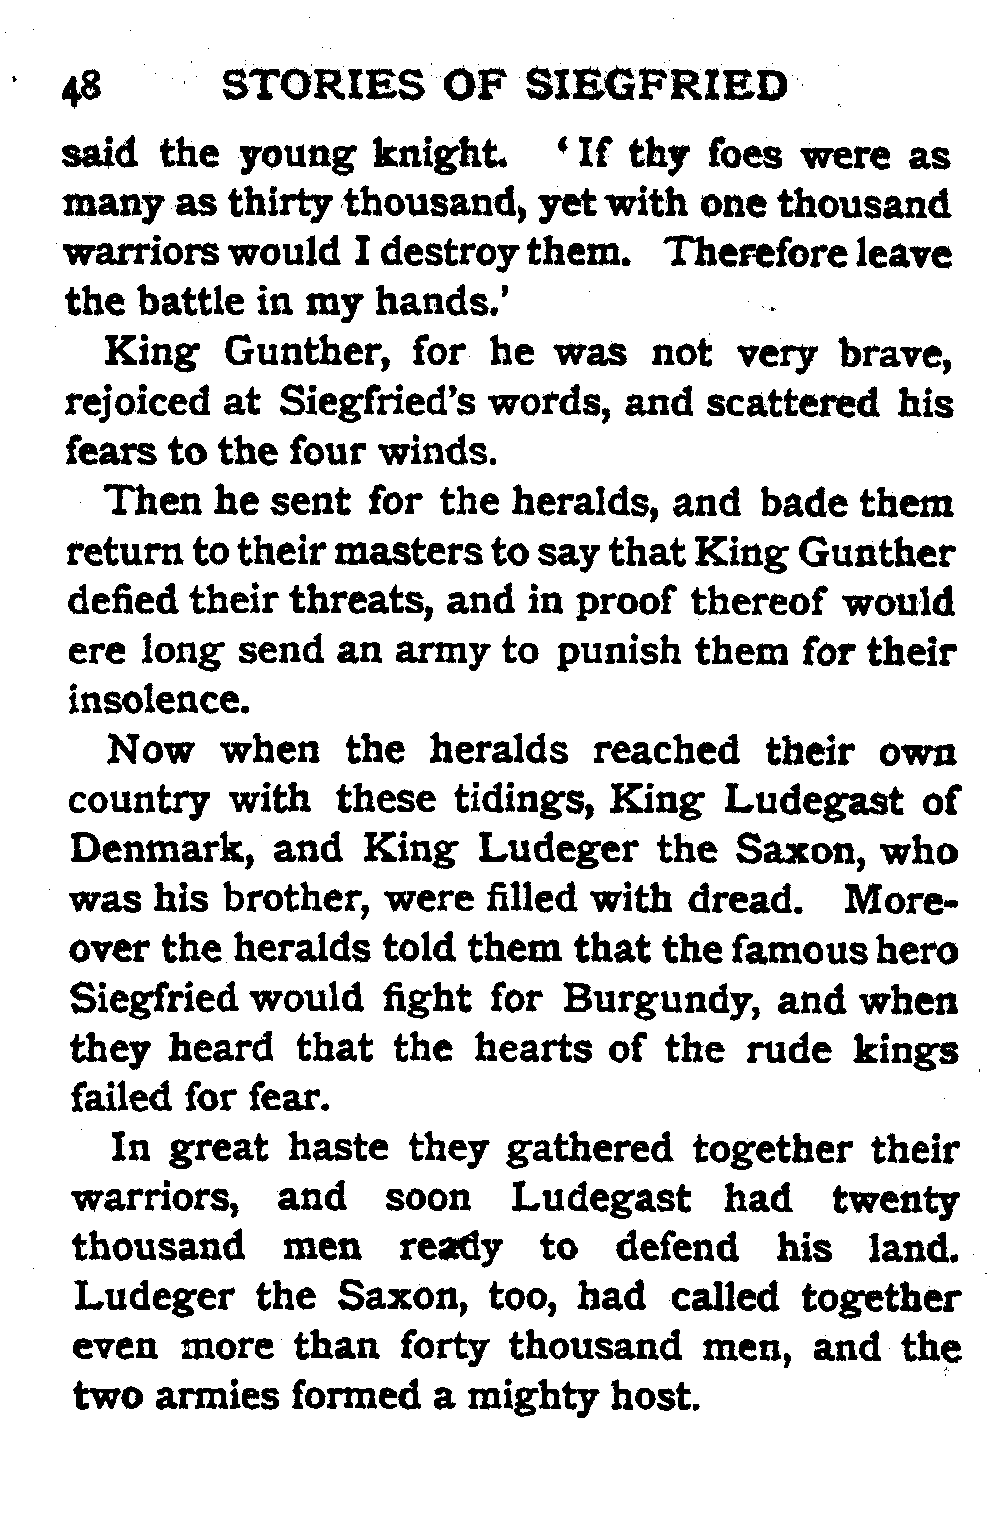 48 STORIES OF SIEGFRIED
said the young knight. ‘If thy foes were as
many as thirty thousand, yet with one thousand
warriors would I destroy them. Therefore leave
the battle in my hands.’
King Gunther, for he was not very brave,
rejoiced at Siegfried’s words, and scattered his
fears to the four winds.
Then he sent for the heralds, and bade them
return to their masters to say that King Gunther
defied their threats, and in proof thereof would
ere long send an army to punish them for their
insolence.
Now when the heralds reached their own
country with these tidings, King Ludegast of
Denmark, and King Ludeger the Saxon, who
was his brother, were filled with dread. More-
over the heralds told them that the famous hero
Siegfried would fight for Burgundy, and when
they heard that the hearts of the rude kings
failed for fear.
In great haste they gathered together their
warriors, and soon Ludegast had twenty
thousand men ready to defend his land.
Ludeger the Saxon, too, had called together
even more than forty thousand men, and the
two armies formed a mighty host.